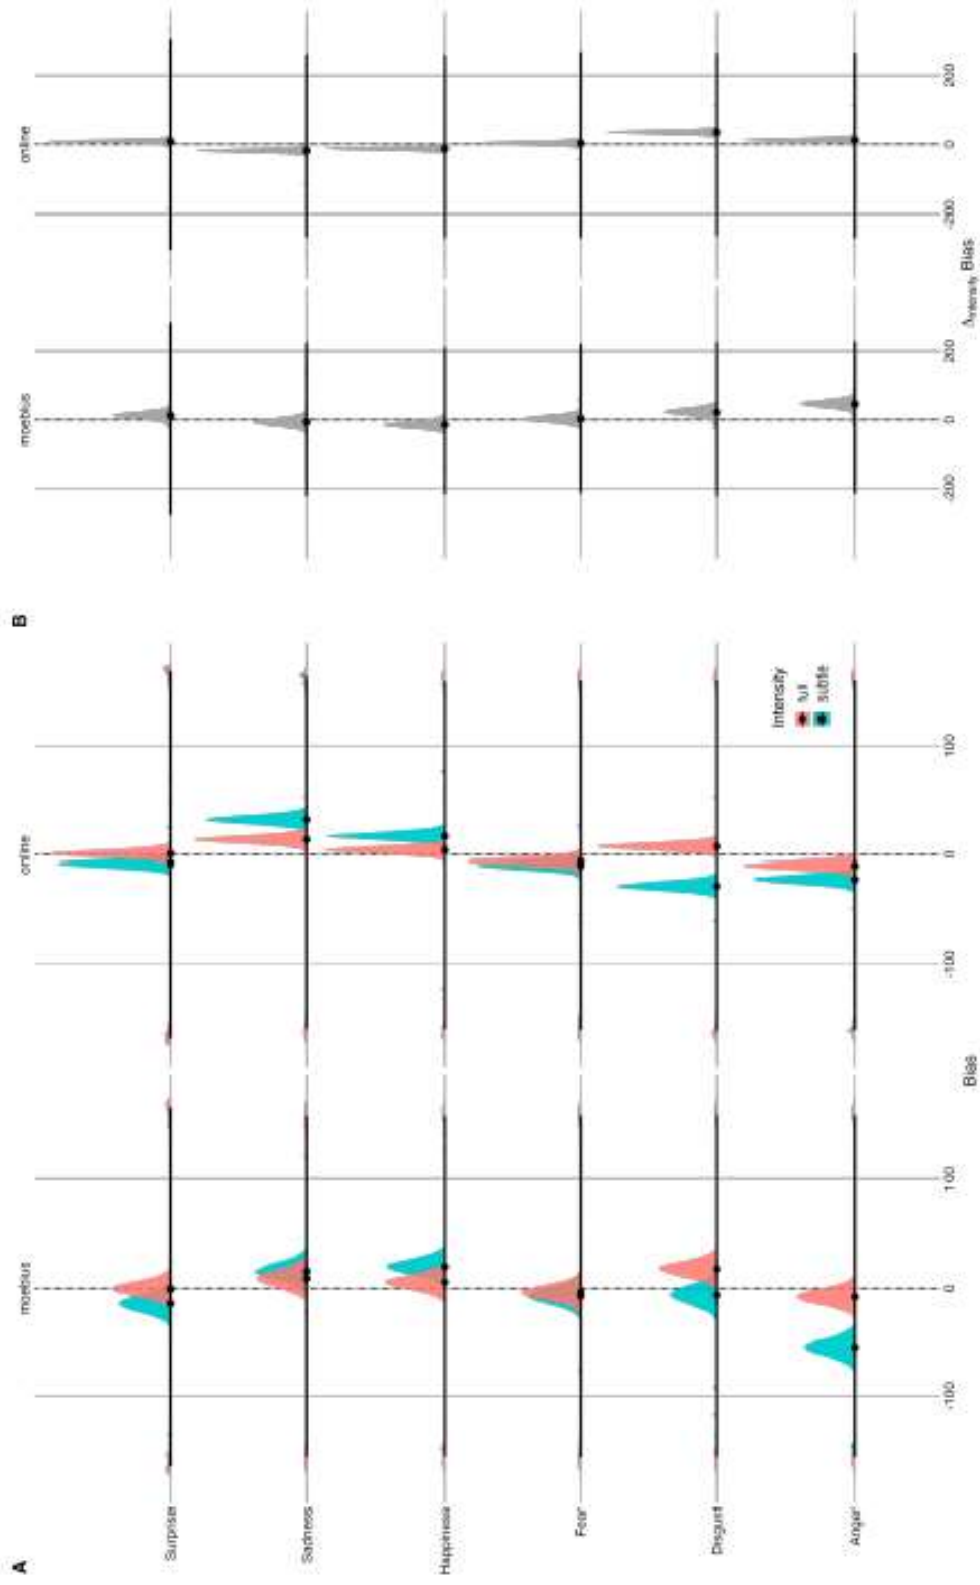 A
moebius
online
Surprise
Sadness
Happiness
Fear
Disgust
Anger
Intensity
full
subtle
-100
0
100
-100
0
100
Bias
B
moebius
online
-200
0
200
-200
0
200
Δintensity Bias